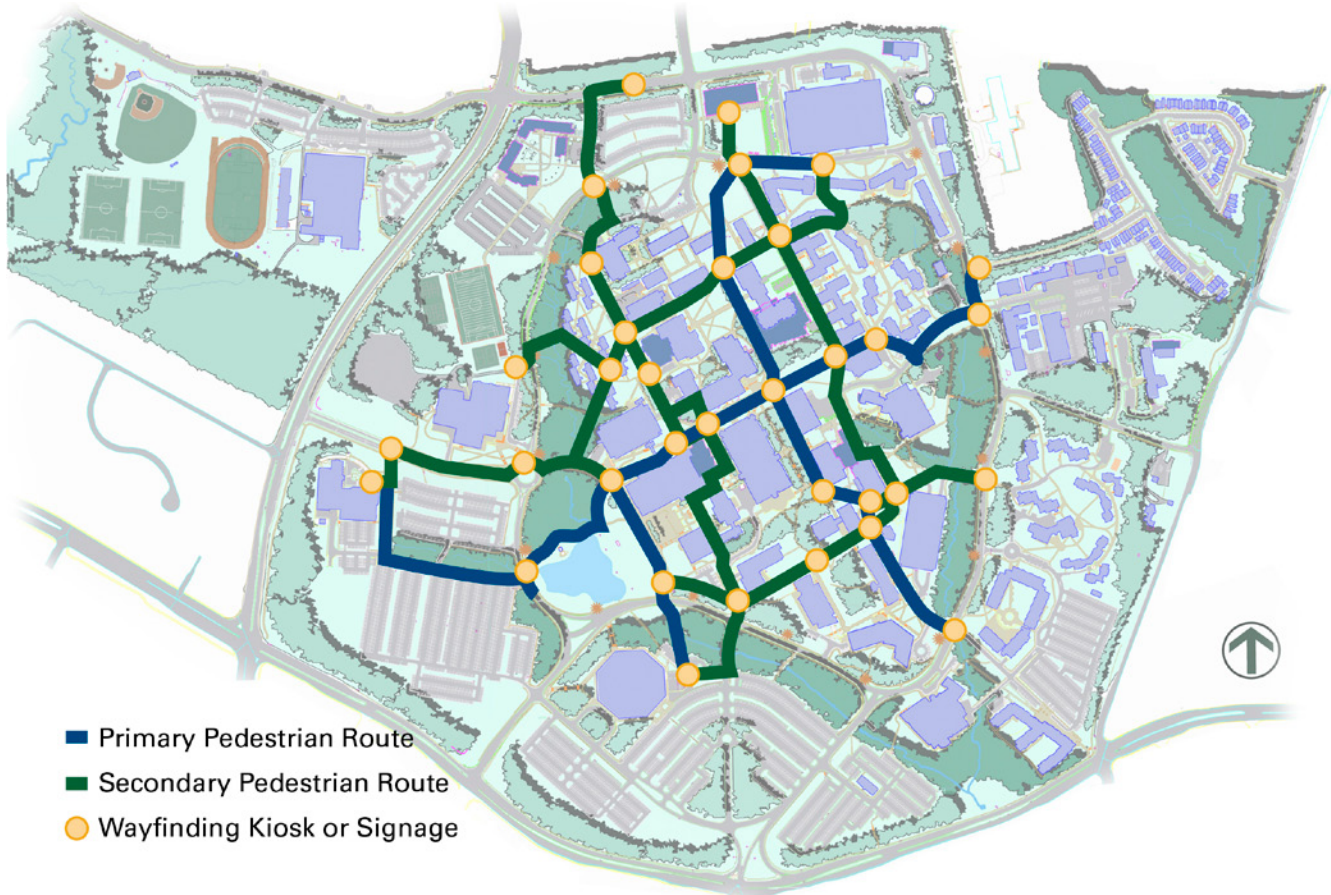 Primary Pedestrian Route
Secondary Pedestrian Route
Wayfinding Kiosk or Signage